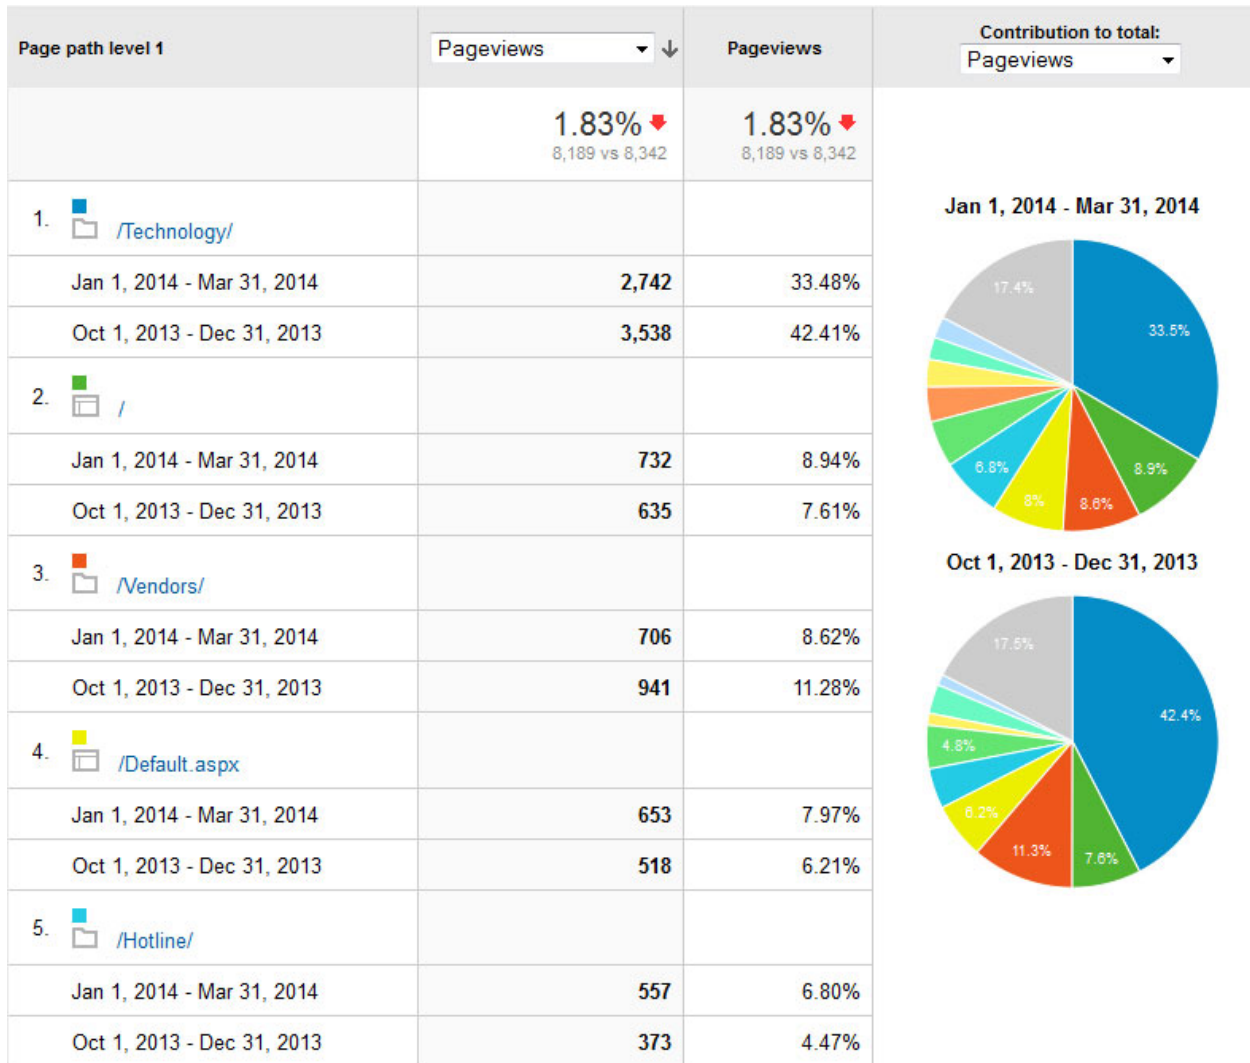 Page path level 1
Pageviews
Pageviews
Contribution to total:
Pageviews
1.83%
8,189 vs 8,342
1.83%
8,189 vs 8,342
1. /Technology/
Jan 1, 2014 - Mar 31, 2014 2,742 33.48%
Oct 1, 2013 - Dec 31, 2013 3,538 42.41%
2. /
Jan 1, 2014 - Mar 31, 2014 732 8.94%
Oct 1, 2013 - Dec 31, 2013 635 7.61%
3. /Vendors/
Jan 1, 2014 - Mar 31, 2014 706 8.62%
Oct 1, 2013 - Dec 31, 2013 941 11.28%
4. /Default.aspx
Jan 1, 2014 - Mar 31, 2014 653 7.97%
Oct 1, 2013 - Dec 31, 2013 518 6.21%
5. /Hotline/
Jan 1, 2014 - Mar 31, 2014 557 6.80%
Oct 1, 2013 - Dec 31, 2013 373 4.47%
Jan 1, 2014 - Mar 31, 2014
17.4%
33.5%
6.8%
8.9%
8%
8.6%
Oct 1, 2013 - Dec 31, 2013
17.5%
42.4%
4.8%
6.2%
11.3%
7.6%